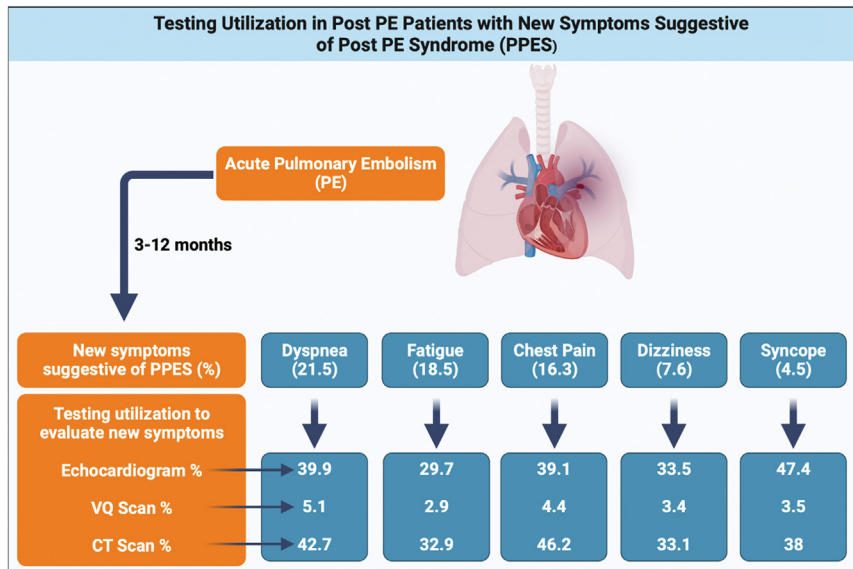 Testing Utilization in Post PE Patients with New Symptoms Suggestive
of Post PE Syndrome (PPES)
Acute Pulmonary Embolism
(PE)
3-12 months
New symptoms
suggestive of PPES (%)
Dyspnea
(21.5)
Fatigue
(18.5)
Chest Pain
(16.3)
Dizziness
(7.6)
Syncope
(4.5)
Testing utilization to
evaluate new symptoms
Echocardiogram % 39.9 29.7 39.1 33.5 47.4
VQ Scan % 5.1 2.9 4.4 3.4 3.5
CT Scan % 42.7 32.9 46.2 33.1 38